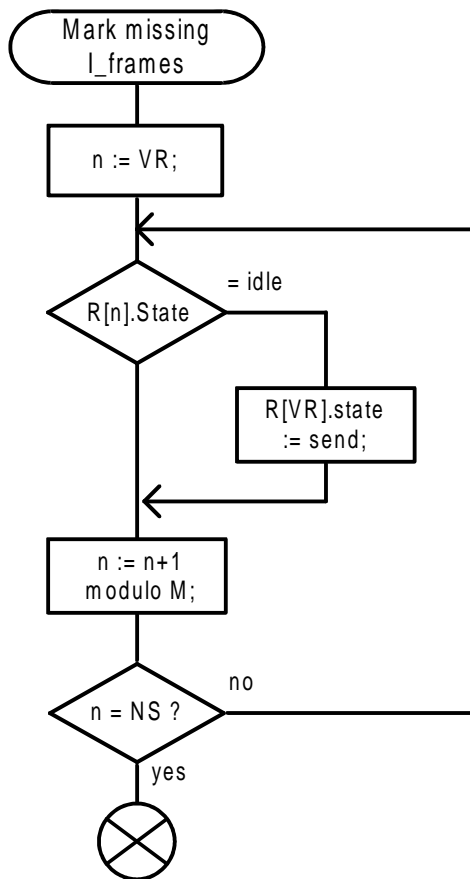 Mark missing
I_frames
n := VR;
R[n].State
= idle
R[VR].state
:= send;
n := n+1
modulo M;
n = NS ?
no
yes